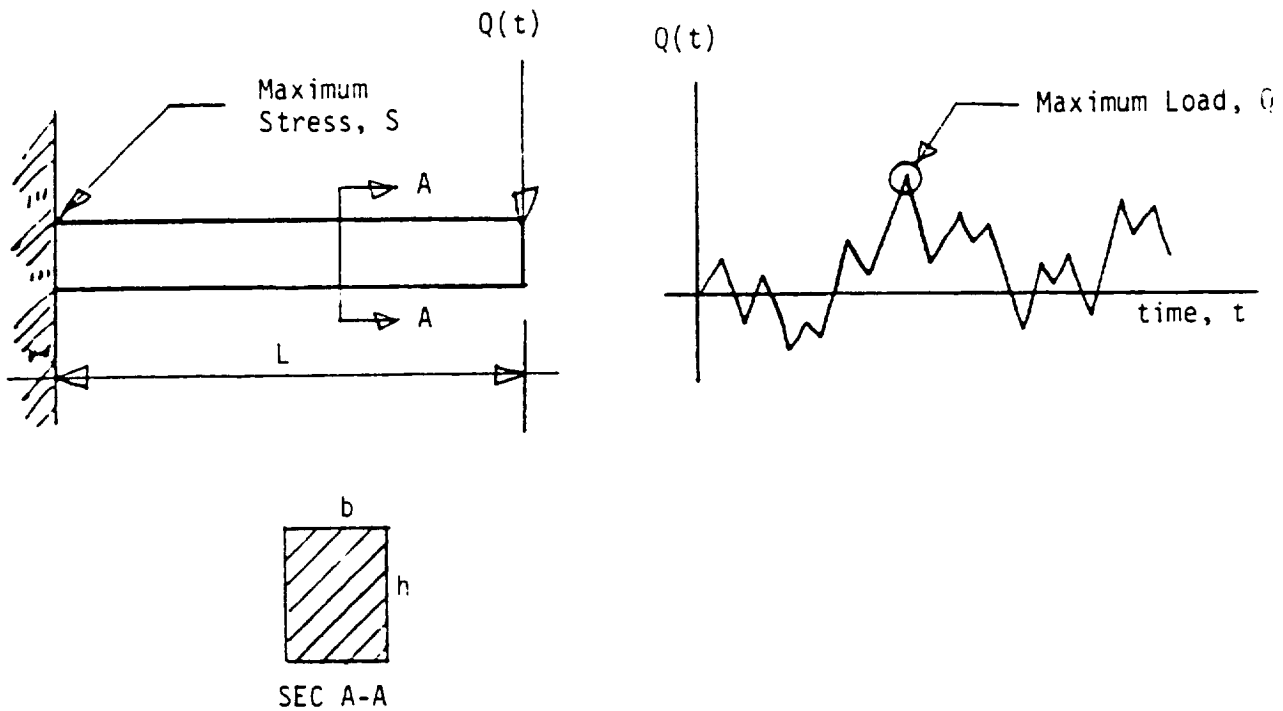 Q(t)
Maximum
Stress, S
A
A
L
b
h
SEC A-A
Q(t)
Maximum Load, Q
time, t